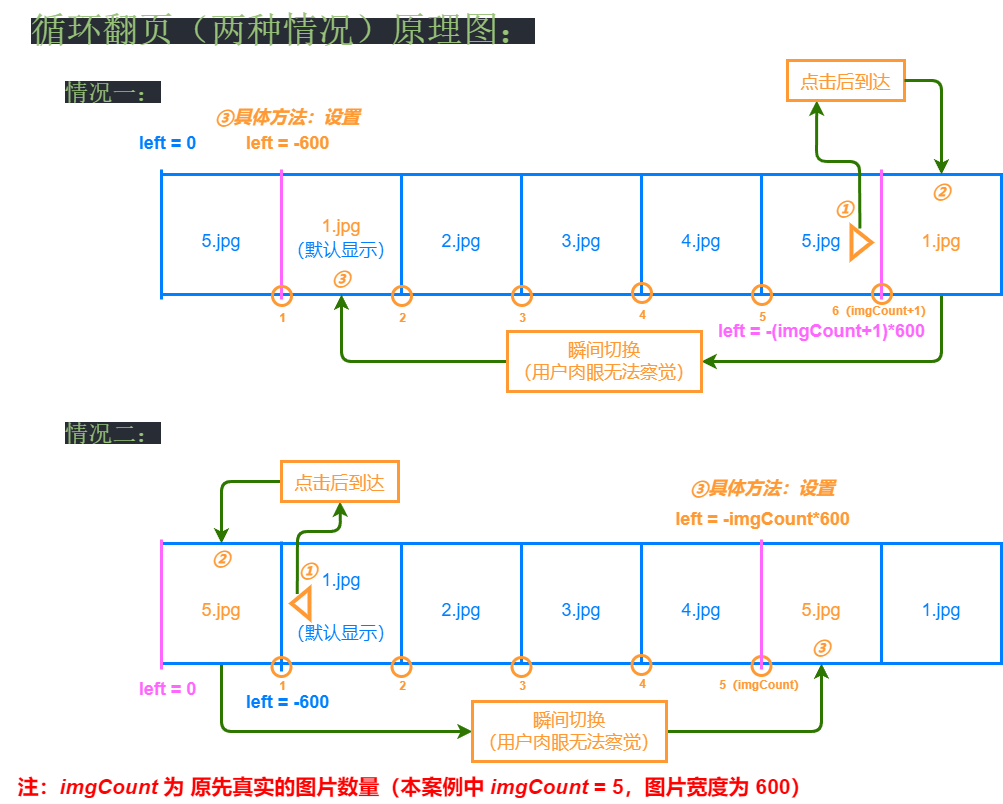 循环翻页（两种情况）原理图：
情况一：
点击后到达
③具体方法：设置
left = 0
left = -600
②
①
5.jpg
1.jpg
(默认显示)
2.jpg
3.jpg
4.jpg
5.jpg
1.jpg
③
1
2
3
4
5
6（imgCount+1）
left = -(imgCount+1)*600
瞬间切换
（用户肉眼无法察觉）
情况二：
点击后到达
③具体方法：设置
left = -imgCount*600
②
①
1.jpg
5.jpg
(默认显示)
2.jpg
3.jpg
4.jpg
5.jpg
1.jpg
③
1
2
3
4
5（imgCount)
left = 0
left = -600
瞬间切换
（用户肉眼无法察觉）
注：imgCount 为 原先真实的图片数量（本案例中 imgCount = 5，图片宽度为 600）